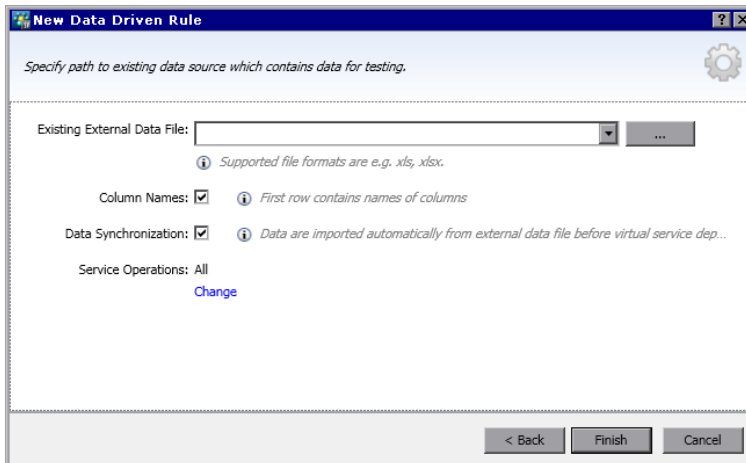 New Data Driven Rule
Specify path to existing data source which contains data for testing.
Existing External Data File:
...
Supported file formats are e.g. xls, xlsx.
Column Names:
First row contains names of columns
Data Synchronization:
Data are imported automatically from external data file before virtual service dep...
Service Operations: All
Change
< Back
Finish
Cancel